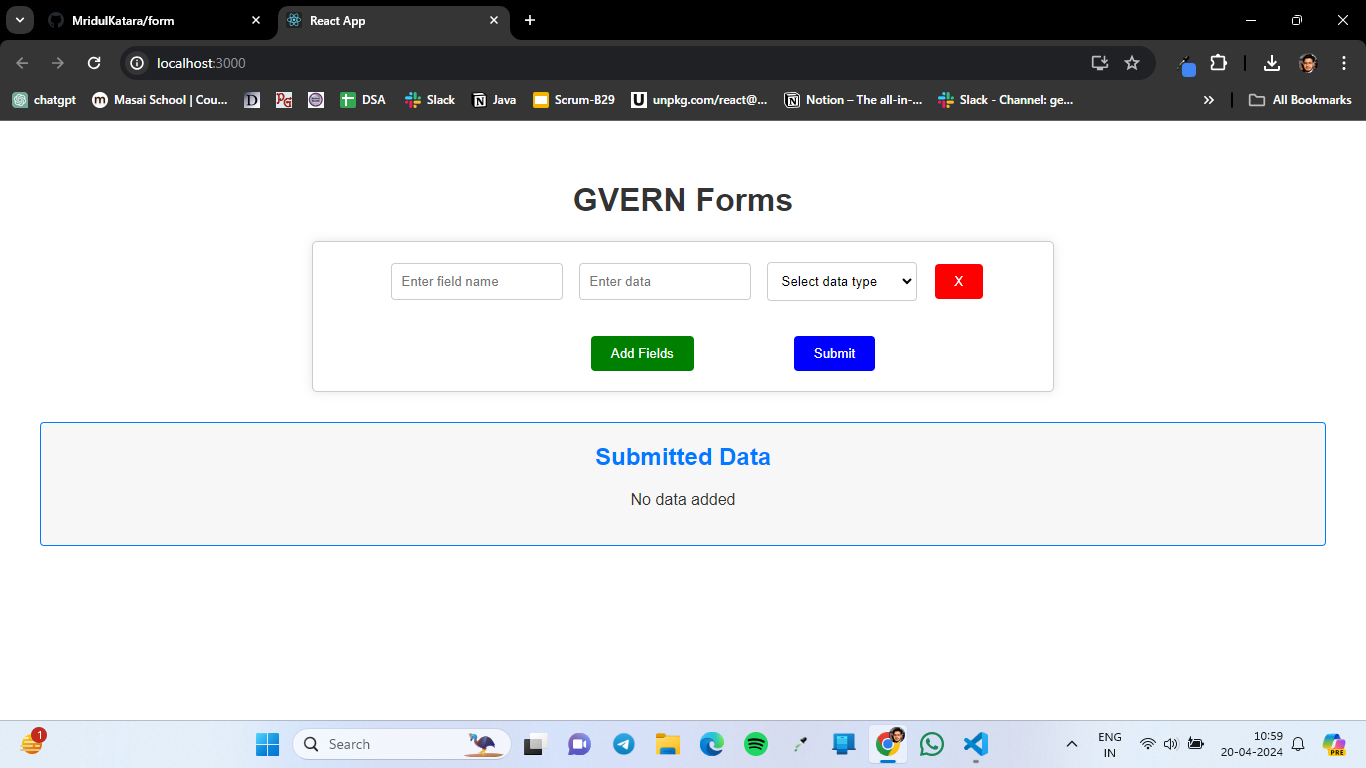 MridulKatara/form
React App
localhost:3000
chatgpt
Masai School | Cou...
DSA
Slack
Java
Scrum-B29
unpkg.com/react@...
Notion – The all-in-...
Slack - Channel: ge...
All Bookmarks
GVERN Forms
Enter field name
Enter data
Select data type
X
Add Fields
Submit
Submitted Data
No data added
1
Search
ENG
IN
10:59
20-04-2024
PRE